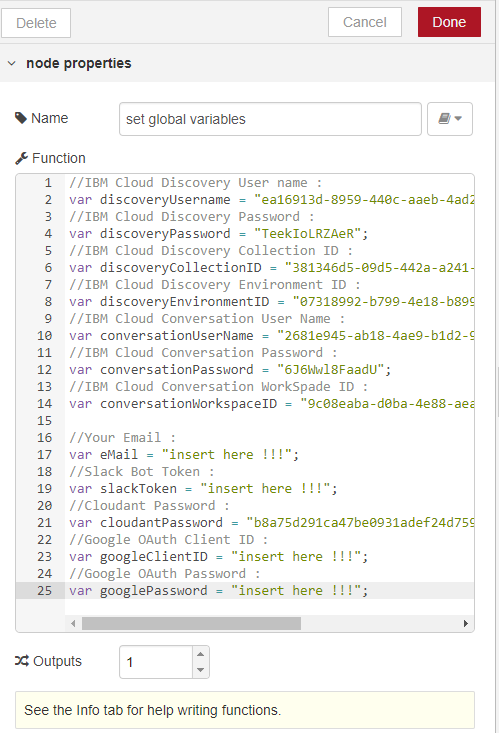 Delete
Cancel
Done
node properties
Name
set global variables
Function
1 //IBM Cloud Discovery User name :
2 var discoveryUsername = "ea16913d-8959-440c-aaeb-4ad2
3 //IBM Cloud Discovery Password :
4 var discoveryPassword = "TeekIoLRZAeR";
5 //IBM Cloud Discovery Collection ID :
6 var discoveryCollectionID = "381346d5-09d5-442a-a241-
7 //IBM Cloud Discovery Environment ID :
8 var discoveryEnvironmentID = "07318992-b799-4e18-b899
9 //IBM Cloud Conversation User Name :
10 var conversationUserName = "2681e945-ab18-4ae9-b1d2-9
11 //IBM Cloud Conversation Password :
12 var conversationPassword = "6J6Wwl8FaadU";
13 //IBM Cloud Conversation WorkSpade ID :
14 var conversationWorkspaceID = "9c08eaba-d0ba-4e88-aea
15
16 //Your Email :
17 var eMail = "insert here !!!";
18 //Slack Bot Token :
19 var slackToken = "insert here !!!";
20 //Cloudant Password :
21 var cloudantPassword = "b8a75d291ca47be0931adef24d759
22 //Google OAuth Client ID :
23 var googleClientID = "insert here !!!";
24 //Google OAuth Password :
25 var googlePassword = "insert here !!!";
Outputs
1
See the Info tab for help writing functions.